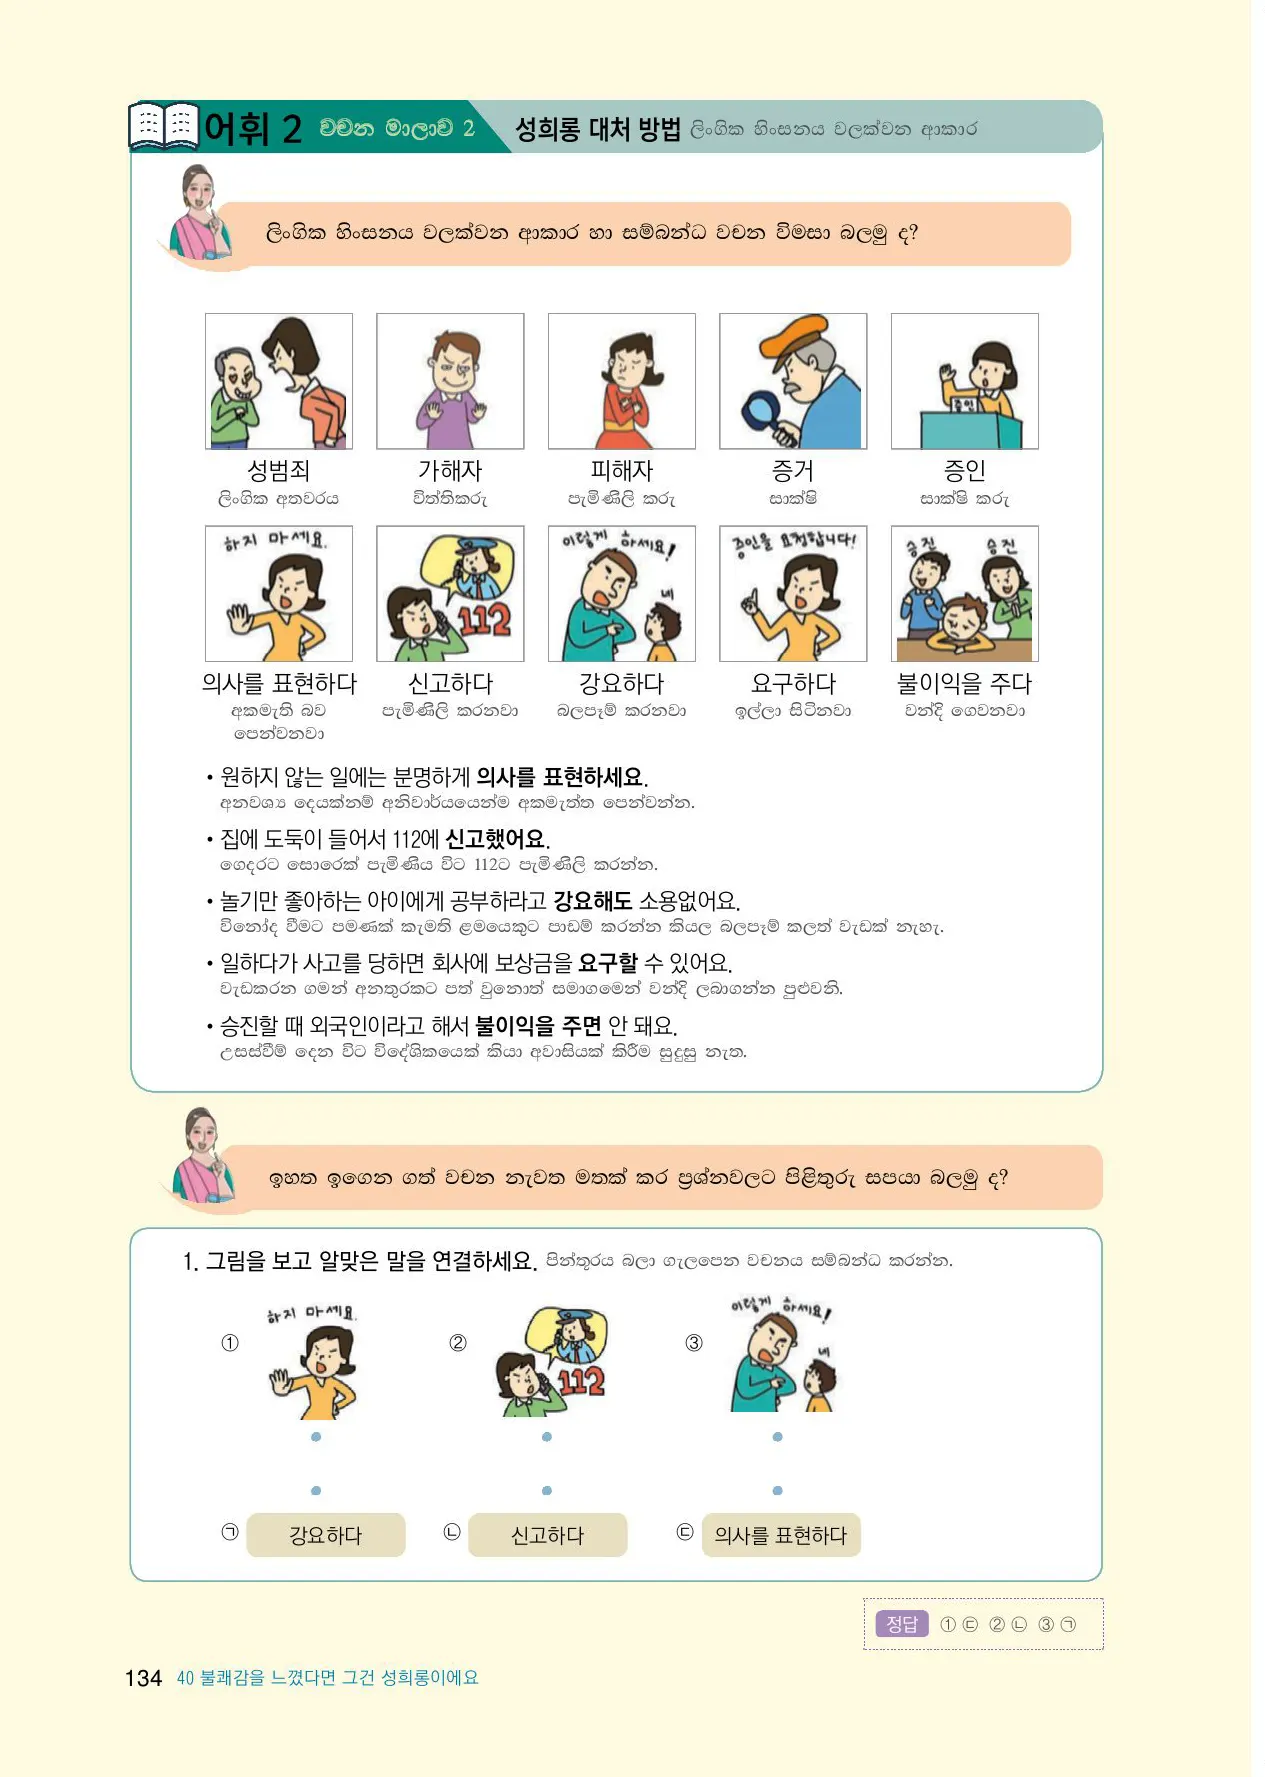 어휘 2 වචන මාලාව 2 성희롱 대처 방법 ලිංගික හිංසනය වලක්වන ආකාර
ලිංගික හිංසනය වලක්වන ආකාර හා සම්බන්ධ වචන විමසා බලමු ද?
증인
성범죄 가해자 피해자 증거 증인
ලිංගික අතවරය විත්තිකරු පැමිණිලි කරු සාක්ෂි සාක්ෂි කරු
하지 마세요. 112 이렇게 하세요! 네 증인을 요청합니다! 승진 승진
의사를 표현하다 신고하다 강요하다 요구하다 불이익을 주다
අකමැති බව පැමිණිලි කරනවා බලපෑම් කරනවා ඉල්ලා සිටිනවා වන්දි ගෙවනවා
පෙන්වනවා
• 원하지 않는 일에는 분명하게 의사를 표현하세요.
අනවශ්‍ය දෙයක්නම් අනිවාර්යයෙන්ම අකමැත්ත පෙන්වන්න.
• 집에 도둑이 들어서 112에 신고했어요.
ගෙදරට සොරෙක් පැමිණිය විට 112ට පැමිණිලි කරන්න.
• 놀기만 좋아하는 아이에게 공부하라고 강요해도 소용없어요.
විනෝද වීමට පමණක් කැමති ළමයෙකුට පාඩම් කරන්න කියල බලපෑම් කලත් වැඩක් නැහැ.
• 일하다가 사고를 당하면 회사에 보상금을 요구할 수 있어요.
වැඩකරන ගමන් අනතුරකට පත් වුනොත් සමාගමෙන් වන්දි ලබාගන්න පුළුවනි.
• 승진할 때 외국인이라고 해서 불이익을 주면 안 돼요.
උසස්වීම් දෙන විට විදේශිකයෙක් කියා අවාසියක් කිරීම සුදුසු නැත.
ඉහත ඉගෙන ගත් වචන නැවත මතක් කර ප්‍රශ්නවලට පිළිතුරු සපයා බලමු ද?
1. 그림을 보고 알맞은 말을 연결하세요. පින්තූරය බලා ගැලපෙන වචනය සම්බන්ධ කරන්න.
① 하지 마세요. ② 112 ③ 이렇게 하세요! 네
㉠ 강요하다 ㉡ 신고하다 ㉢ 의사를 표현하다
정답 ① ㉢ ② ㉡ ③ ㉠
134 40 불쾌감을 느꼈다면 그건 성희롱이에요